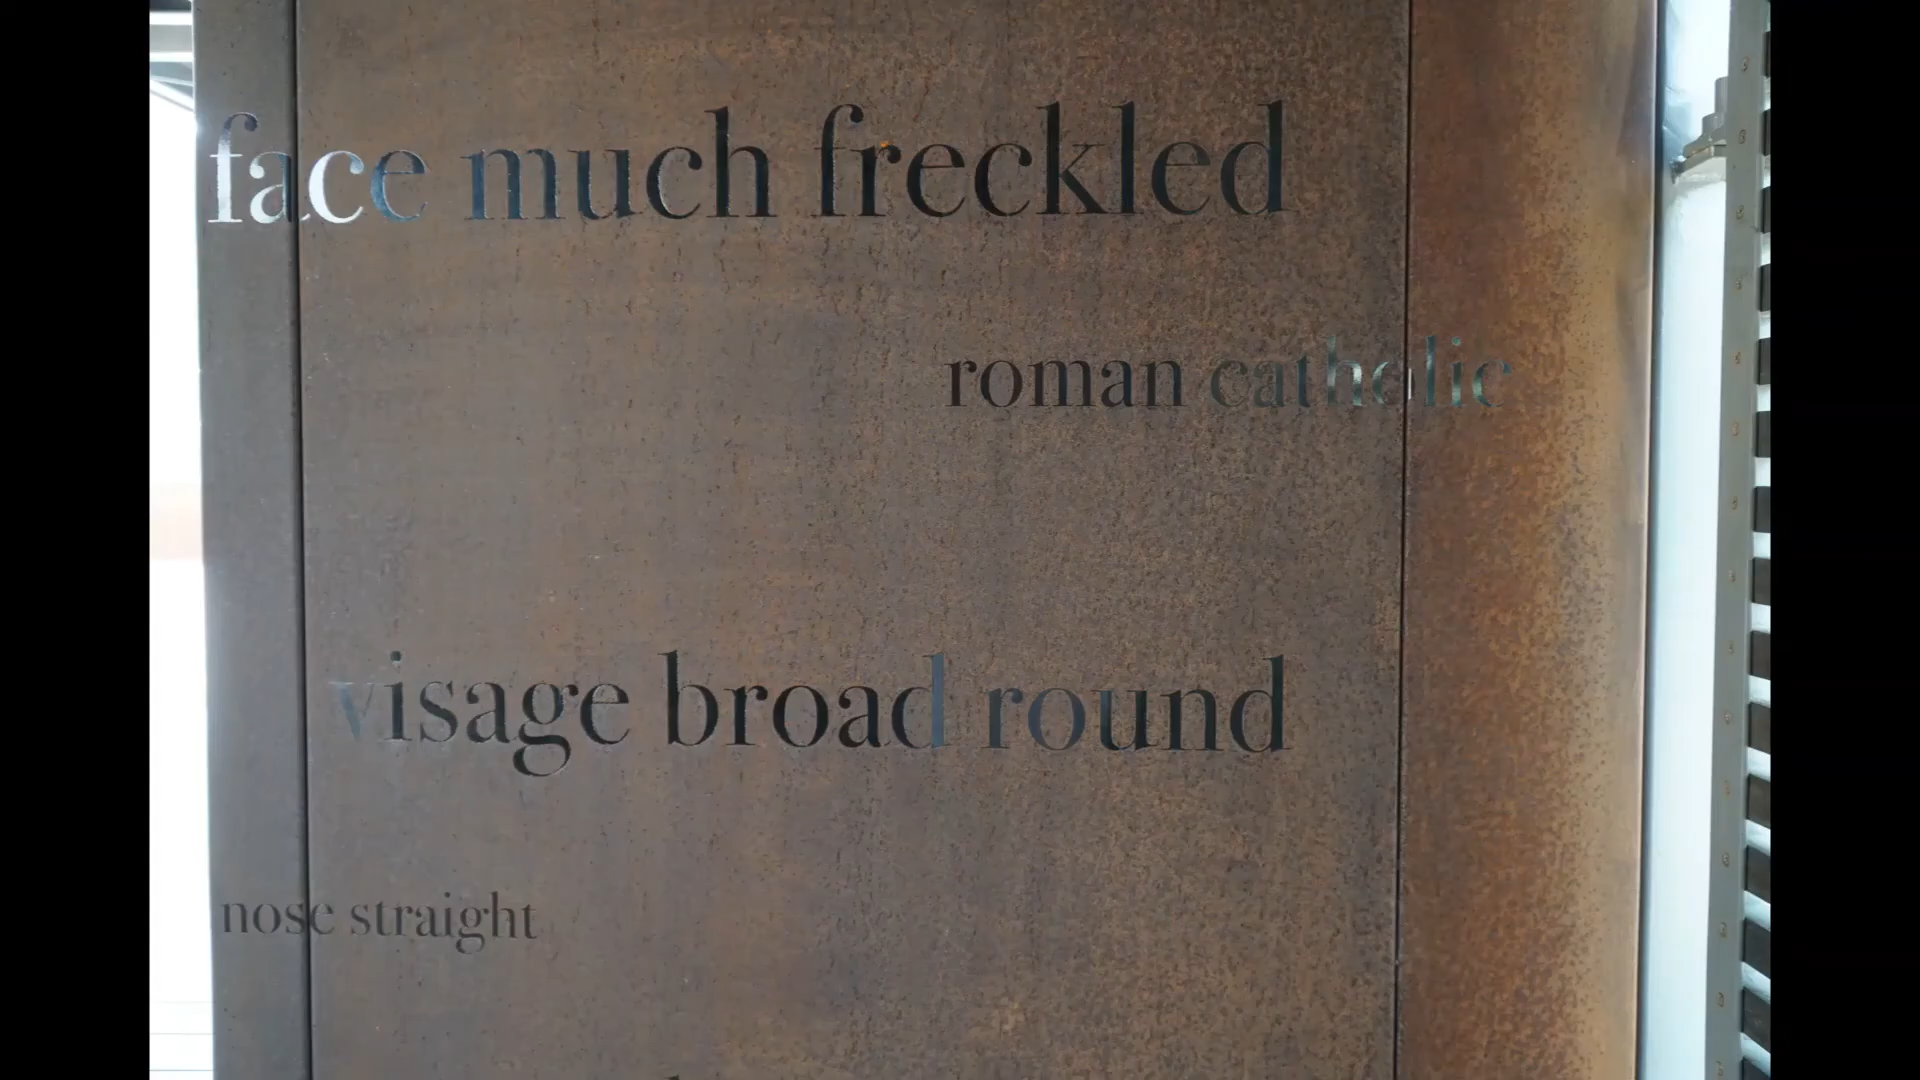 face much freckled
roman catholic
visage broad round
nose straight